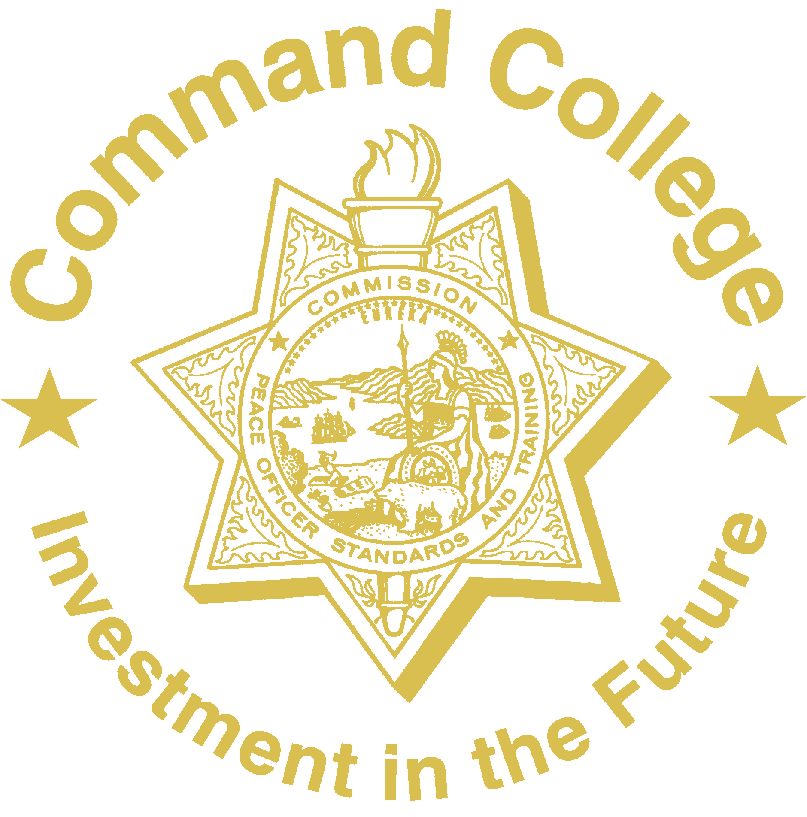 Command College
COMMISSION
EUREKA
PEACE OFFICER STANDARDS AND TRAINING
Investment in the Future